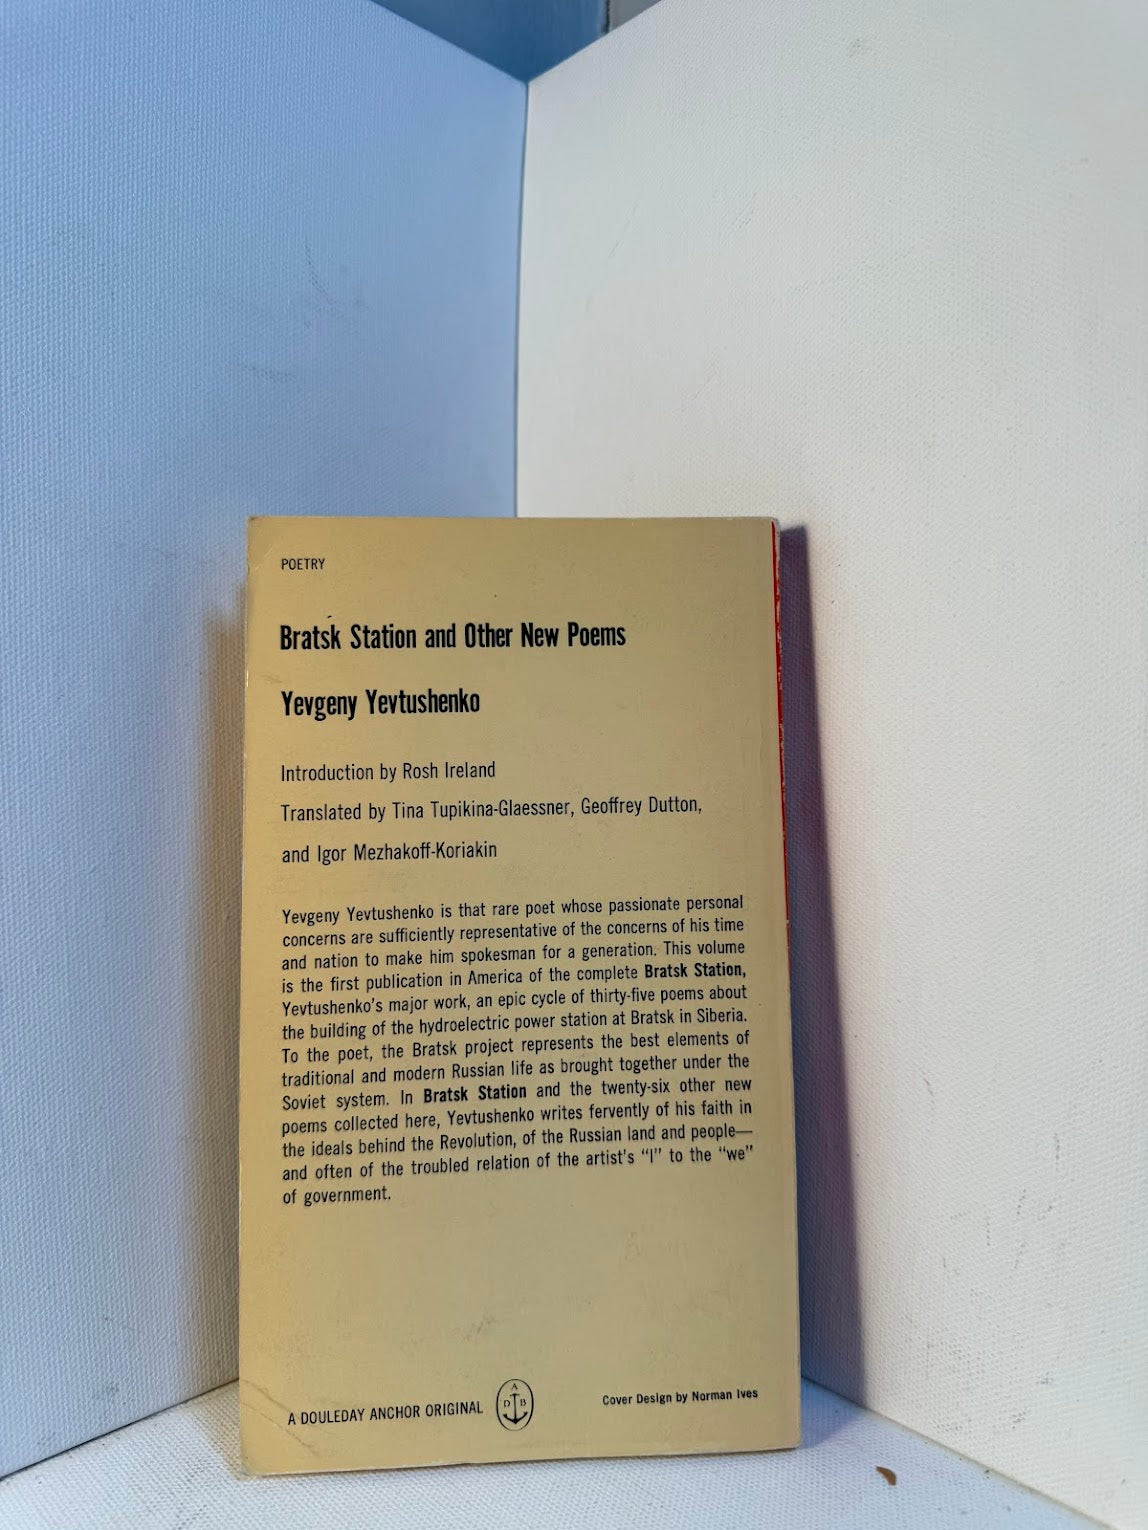 POETRY
Bratsk Station and Other New Poems
Yevgeny Yevtushenko
Introduction by Rosh Ireland
Translated by Tina Tupikina-Glaessner, Geoffrey Dutton,
and Igor Mezhakoff-Koriakin
Yevgeny Yevtushenko is that rare poet whose passionate personal
concerns are sufficiently representative of the concerns of his time
and nation to make him spokesman for a generation. This volume
is the first publication in America of the complete Bratsk Station,
Yevtushenko's major work, an epic cycle of thirty-five poems about
the building of the hydroelectric power station at Bratsk in Siberia.
To the poet, the Bratsk project represents the best elements of
traditional and modern Russian life as brought together under the
Soviet system. In Bratsk Station and the twenty-six other new
poems collected here, Yevtushenko writes fervently of his faith in
the ideals behind the Revolution, of the Russian land and people—
and often of the troubled relation of the artist's "I" to the "we"
of government.
A DOULEDAY ANCHOR ORIGINAL
A
D B
Cover Design by Norman Ives